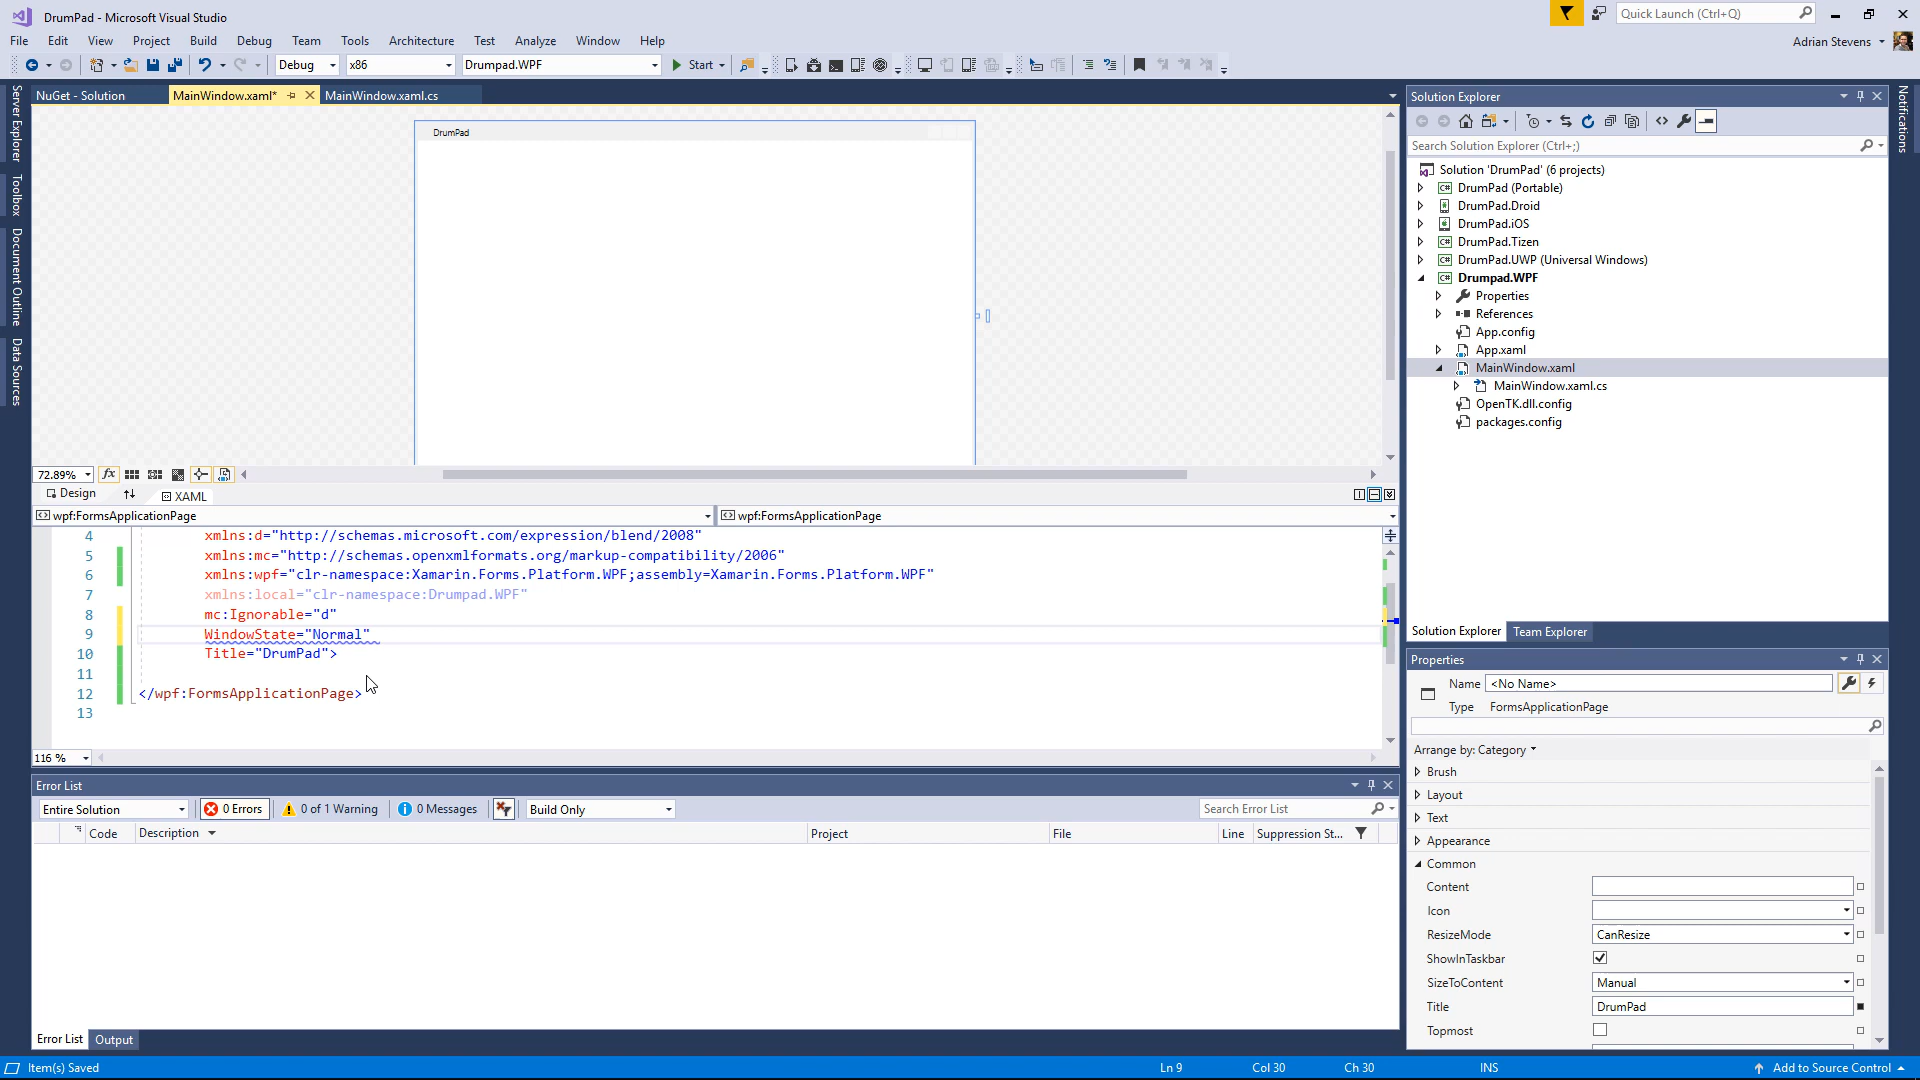 DrumPad - Microsoft Visual Studio
Quick Launch (Ctrl+Q)
File Edit View Project Build Debug Team Tools Architecture Test Analyze Window Help
Adrian Stevens
Debug x86 Drumpad.WPF Start
NuGet - Solution MainWindow.xaml* MainWindow.xaml.cs
Server Explorer
Toolbox
Document Outline
Data Sources
DrumPad
72.89% fx
Design XAML
wpf:FormsApplicationPage wpf:FormsApplicationPage
4 xmlns:d="http://schemas.microsoft.com/expression/blend/2008"
5 xmlns:mc="http://schemas.openxmlformats.org/markup-compatibility/2006"
6 xmlns:wpf="clr-namespace:Xamarin.Forms.Platform.WPF;assembly=Xamarin.Forms.Platform.WPF"
7 xmlns:local="clr-namespace:Drumpad.WPF"
8 mc:Ignorable="d"
9 WindowState="Normal"
10 Title="DrumPad">
11
12 </wpf:FormsApplicationPage>
13
116 %
Error List
Entire Solution 0 Errors 0 of 1 Warning 0 Messages Build Only Search Error List
Code Description Project File Line Suppression St...
Error List Output
Solution Explorer
Search Solution Explorer (Ctrl+;)
Solution 'DrumPad' (6 projects)
C# DrumPad (Portable)
DrumPad.Droid
DrumPad.iOS
C# DrumPad.Tizen
C# DrumPad.UWP (Universal Windows)
C# Drumpad.WPF
Properties
References
App.config
App.xaml
MainWindow.xaml
MainWindow.xaml.cs
OpenTK.dll.config
packages.config
Solution Explorer Team Explorer
Notifications
Properties
Name <No Name>
Type FormsApplicationPage
Arrange by: Category
Brush
Layout
Text
Appearance
Common
Content
Icon
ResizeMode CanResize
ShowInTaskbar
SizeToContent Manual
Title DrumPad
Topmost
Item(s) Saved Ln 9 Col 30 Ch 30 INS Add to Source Control